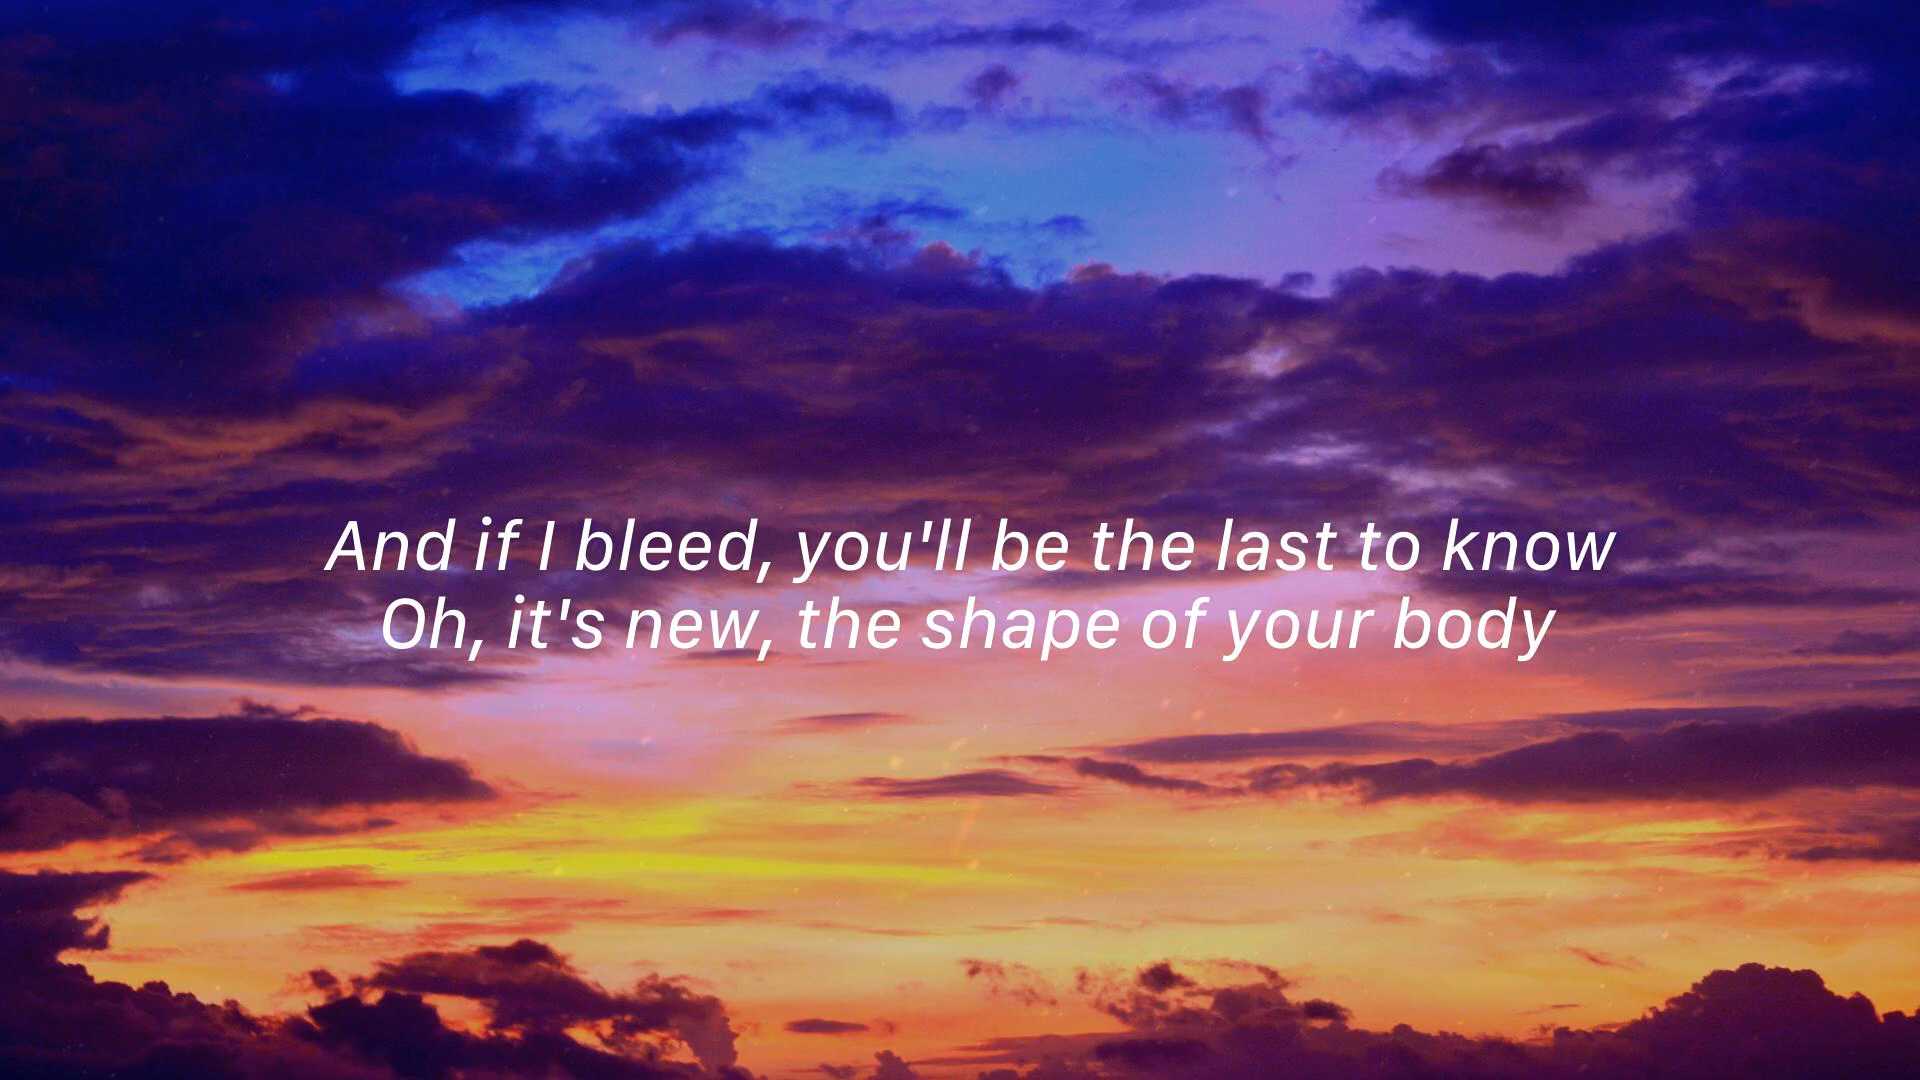 And if I bleed, you'll be the last to know
Oh, it's new, the shape of your body